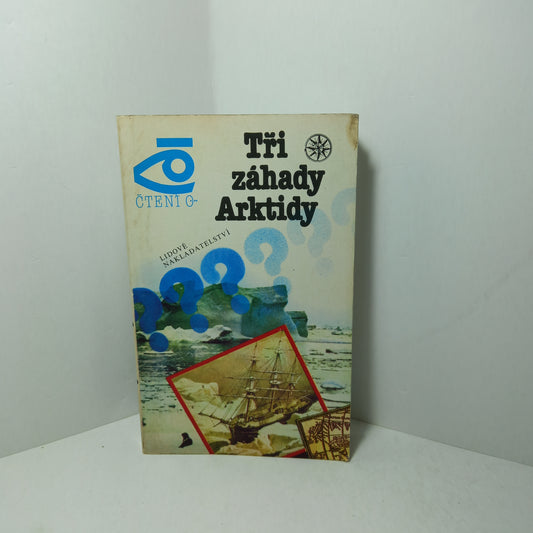 Tři
záhady
Arktidy
ČTENÍ O-
LIDOVÉ
NAKLADATELSTVÍ